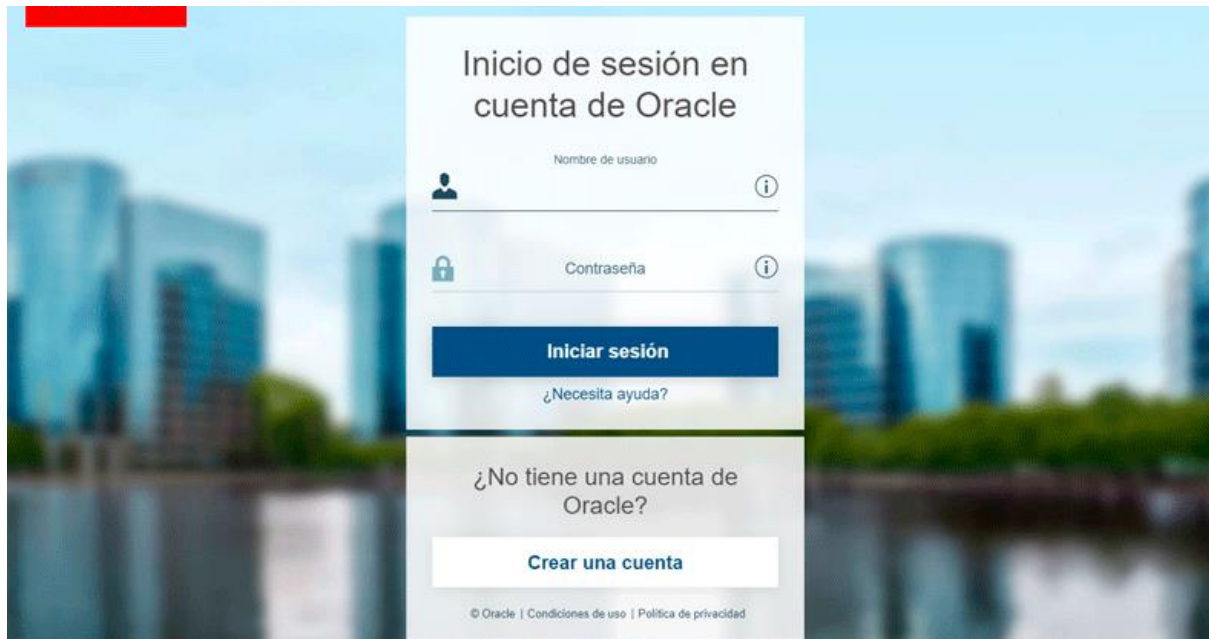 Inicio de sesión en
cuenta de Oracle
Nombre de usuario
Contraseña
Iniciar sesión
¿Necesita ayuda?
¿No tiene una cuenta de
Oracle?
Crear una cuenta
© Oracle | Condiciones de uso | Política de privacidad